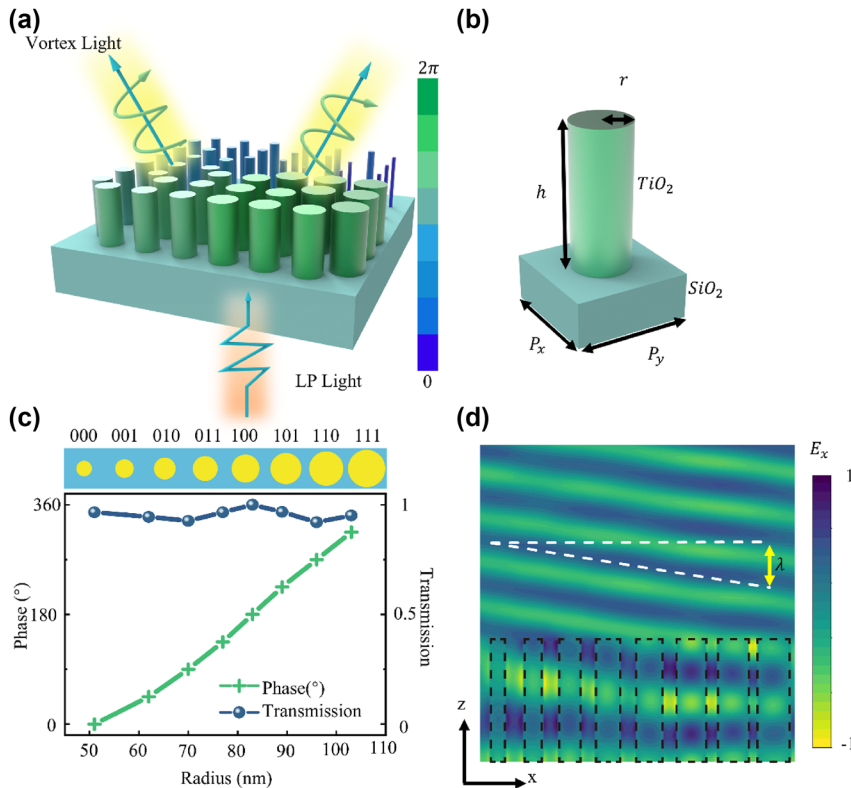 (a)
Vortex Light
2π
0
LP Light
(b)
r
h
TiO₂
SiO₂
Pₓ
Pᵧ
(c)
000 001 010 011 100 101 110 111
360
180
0
Phase (°)
1
0.5
0
Transmission
Phase(°)
Transmission
50 60 70 80 90 100 110
Radius (nm)
(d)
Eₓ
1
-1
λ
z
x